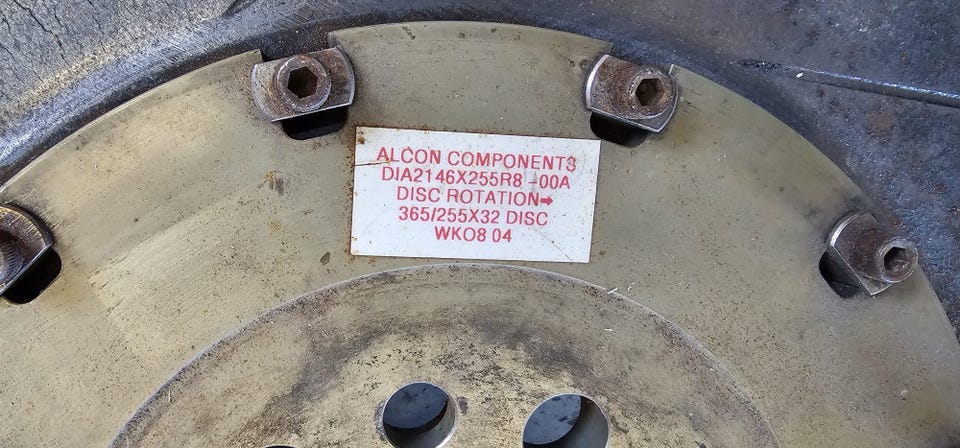 ALCON COMPONENTS
DIA2146X255R8 -00A
DISC ROTATION→
365/255X32 DISC
WK08 04